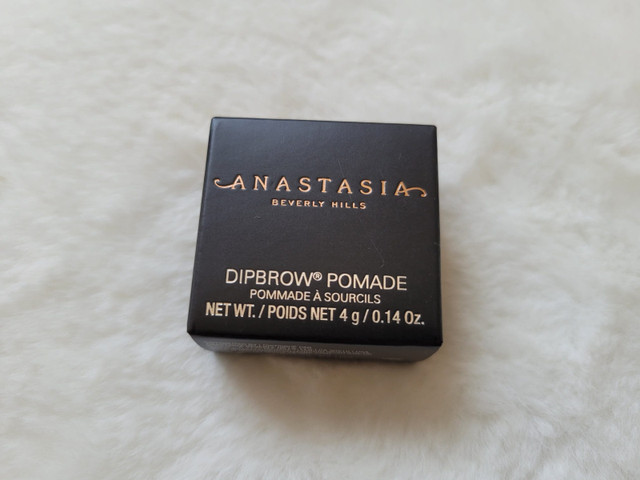 ANASTASIA
BEVERLY HILLS
DIPBROW® POMADE
POMMADE À SOURCILS
NET WT. / POIDS NET 4 g / 0.14 Oz.